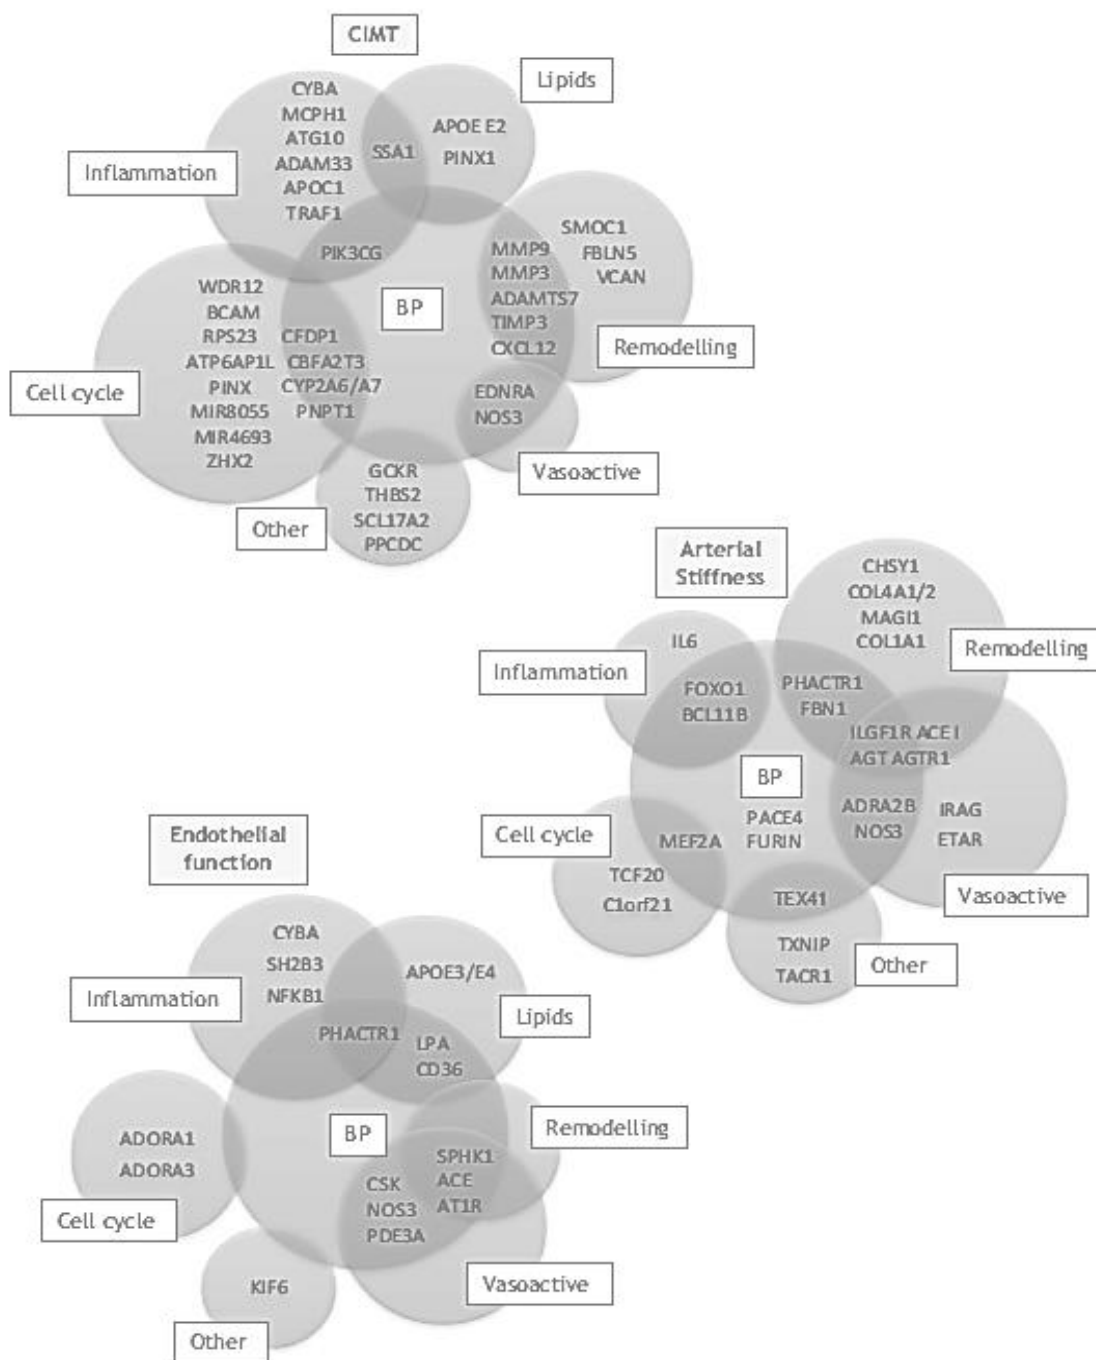 CIMT
Lipids
Inflammation
CYBA
MCPH1
ATG10
ADAM33
APOC1
TRAF1
SSA1
APOE E2
PINX1
PIK3CG
BP
SMOC1
FBLN5
VCAN
MMP9
MMP3
ADAMTS7
TIMP3
CXCL12
Remodelling
Cell cycle
WDR12
BCAM
RPS23
ATP6AP1L
PINX
MIR8055
MIR4693
ZHX2
CFDP1
CBFA2T3
CYP2A6/A7
PNPT1
EDNRA
NOS3
Vasoactive
Other
GCKR
THBS2
SCL17A2
PPCDC
Arterial
Stiffness
Inflammation
IL6
FOXO1
BCL11B
CHSY1
COL4A1/2
MAGI1
COL1A1
Remodelling
PHACTR1
FBN1
ILGF1R ACE I
AGT AGTR1
BP
PACE4
FURIN
ADRA2B
NOS3
IRAG
ETAR
Vasoactive
Cell cycle
MEF2A
TCF20
C1orf21
TEX41
TXNIP
TACR1
Other
Endothelial
function
Inflammation
CYBA
SH2B3
NFKB1
APOE3/E4
Lipids
PHACTR1
LPA
CD36
BP
Remodelling
SPHK1
ACE
AT1R
CSK
NOS3
PDE3A
Vasoactive
ADORA1
ADORA3
Cell cycle
KIF6
Other